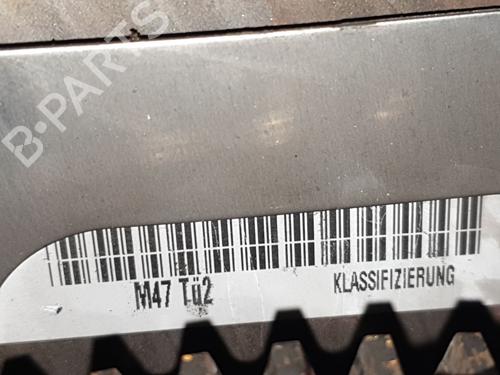 B-PARTS
M47 Tü2 KLASSIFIZIERUNG